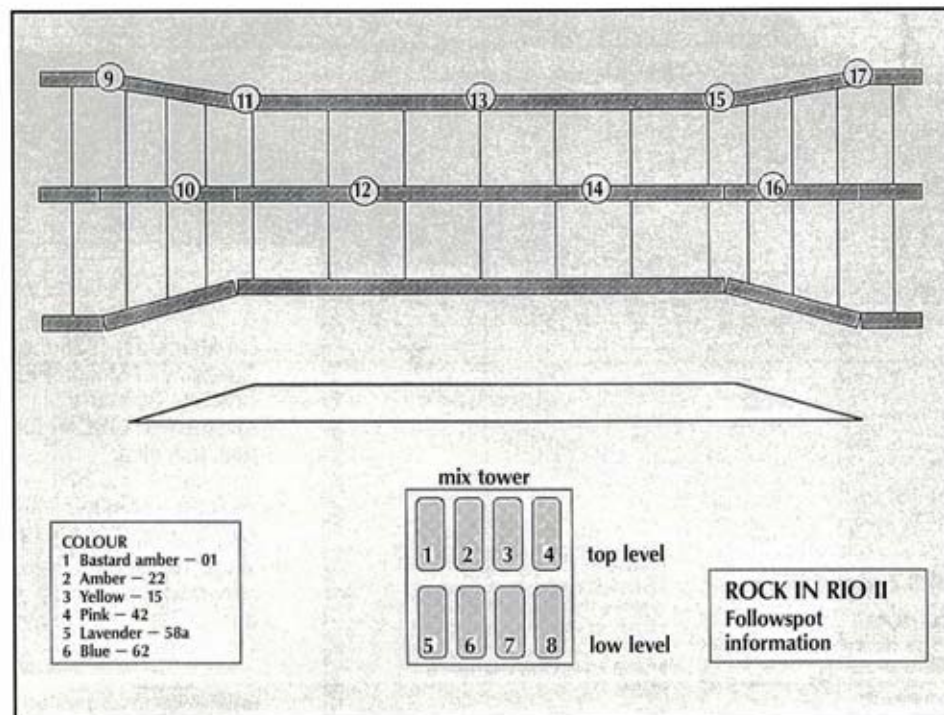 9
11
13
15
17
10
12
14
16
mix tower
1 2 3 4
top level
5 6 7 8
low level
COLOUR
1 Bastard amber – 01
2 Amber – 22
3 Yellow – 15
4 Pink – 42
5 Lavender – 58a
6 Blue – 62
ROCK IN RIO II
Followspot
information